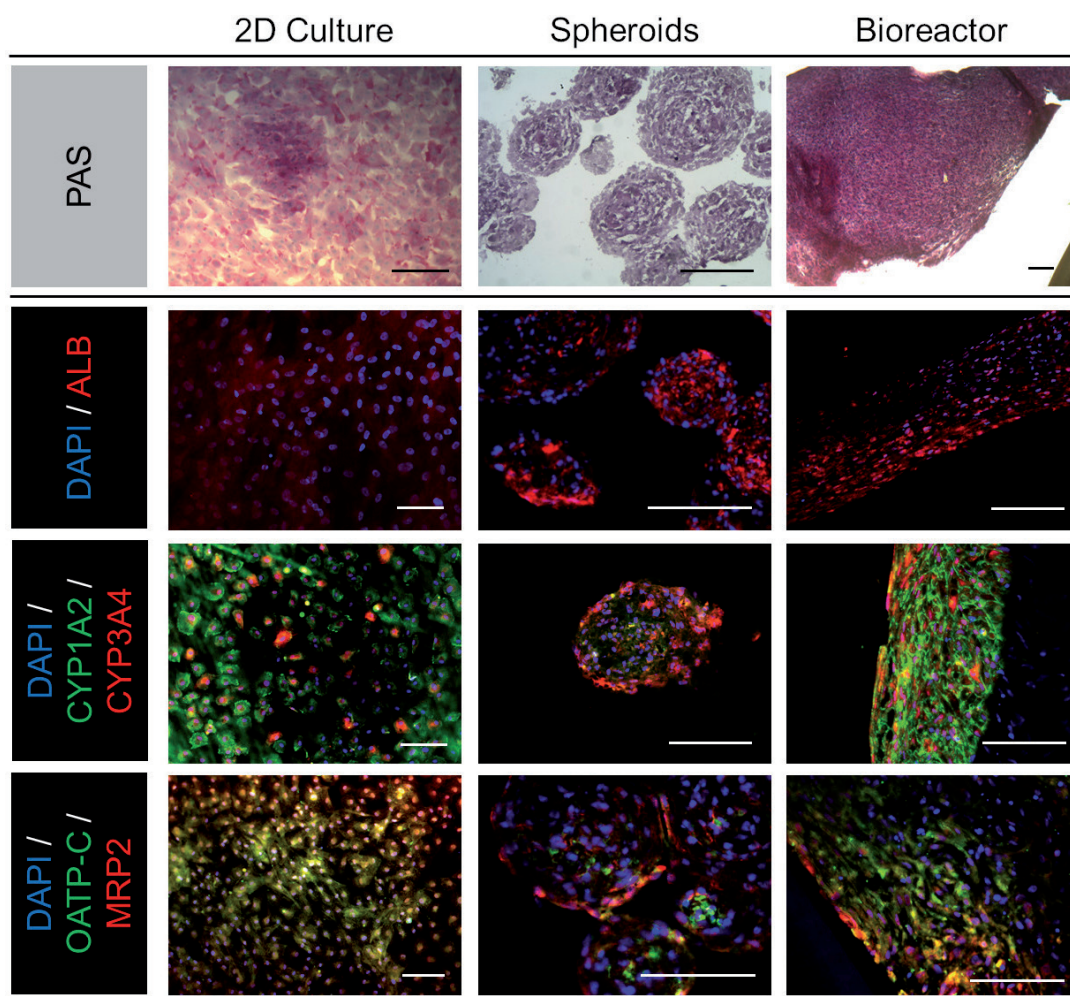 2D Culture
Spheroids
Bioreactor
PAS
DAPI / ALB
DAPI /
CYP1A2 /
CYP3A4
DAPI /
OATP-C /
MRP2